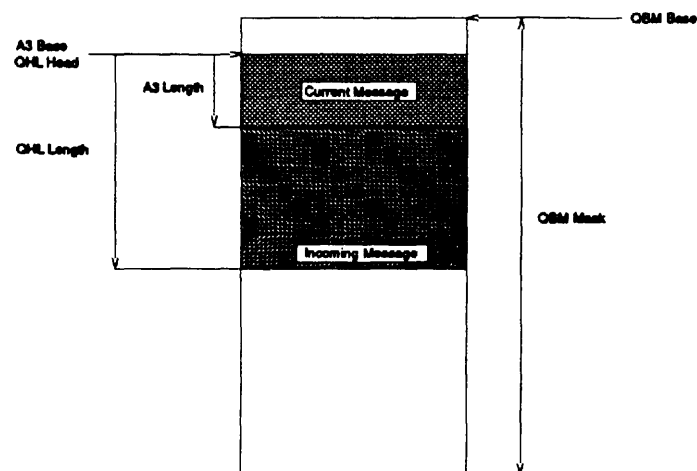 QBM Base
A3 Base
QHL Head
A3 Length
Current Message
QHL Length
QBM Mask
Incoming Message